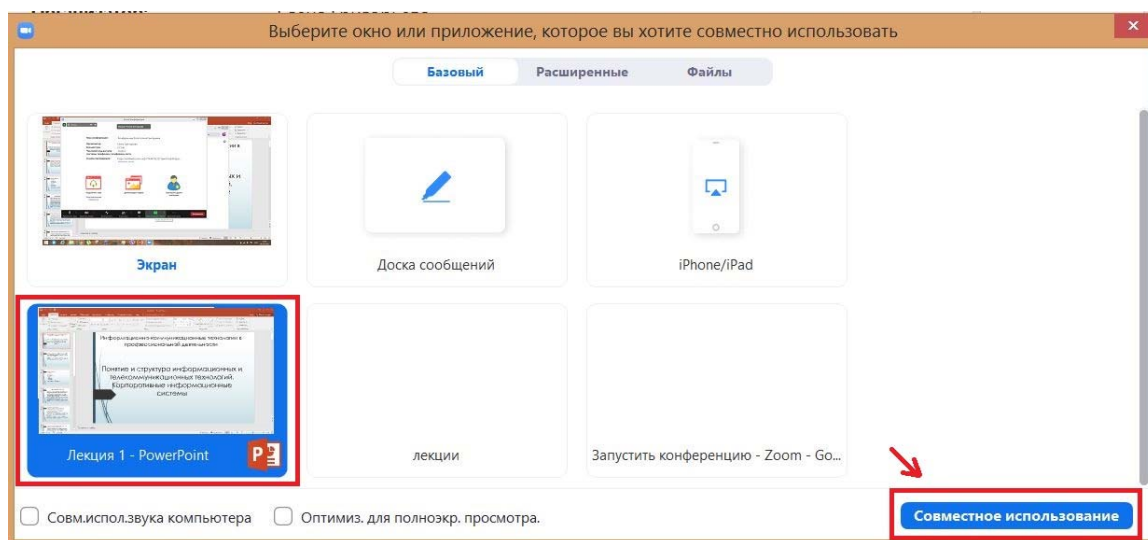 Выберите окно или приложение, которое вы хотите совместно использовать
Базовый Расширенные Файлы
Экран
Доска сообщений
iPhone/iPad
Информационно-коммуникационные технологии в
профессиональной деятельности
Понятие и структура информационных и
телекоммуникационных технологий.
Корпоративные информационные
системы
Лекция 1 - PowerPoint
лекции
Запустить конференцию - Zoom - Go...
Совм.испол.звука компьютера
Оптимиз. для полноэкр. просмотра.
Совместное использование